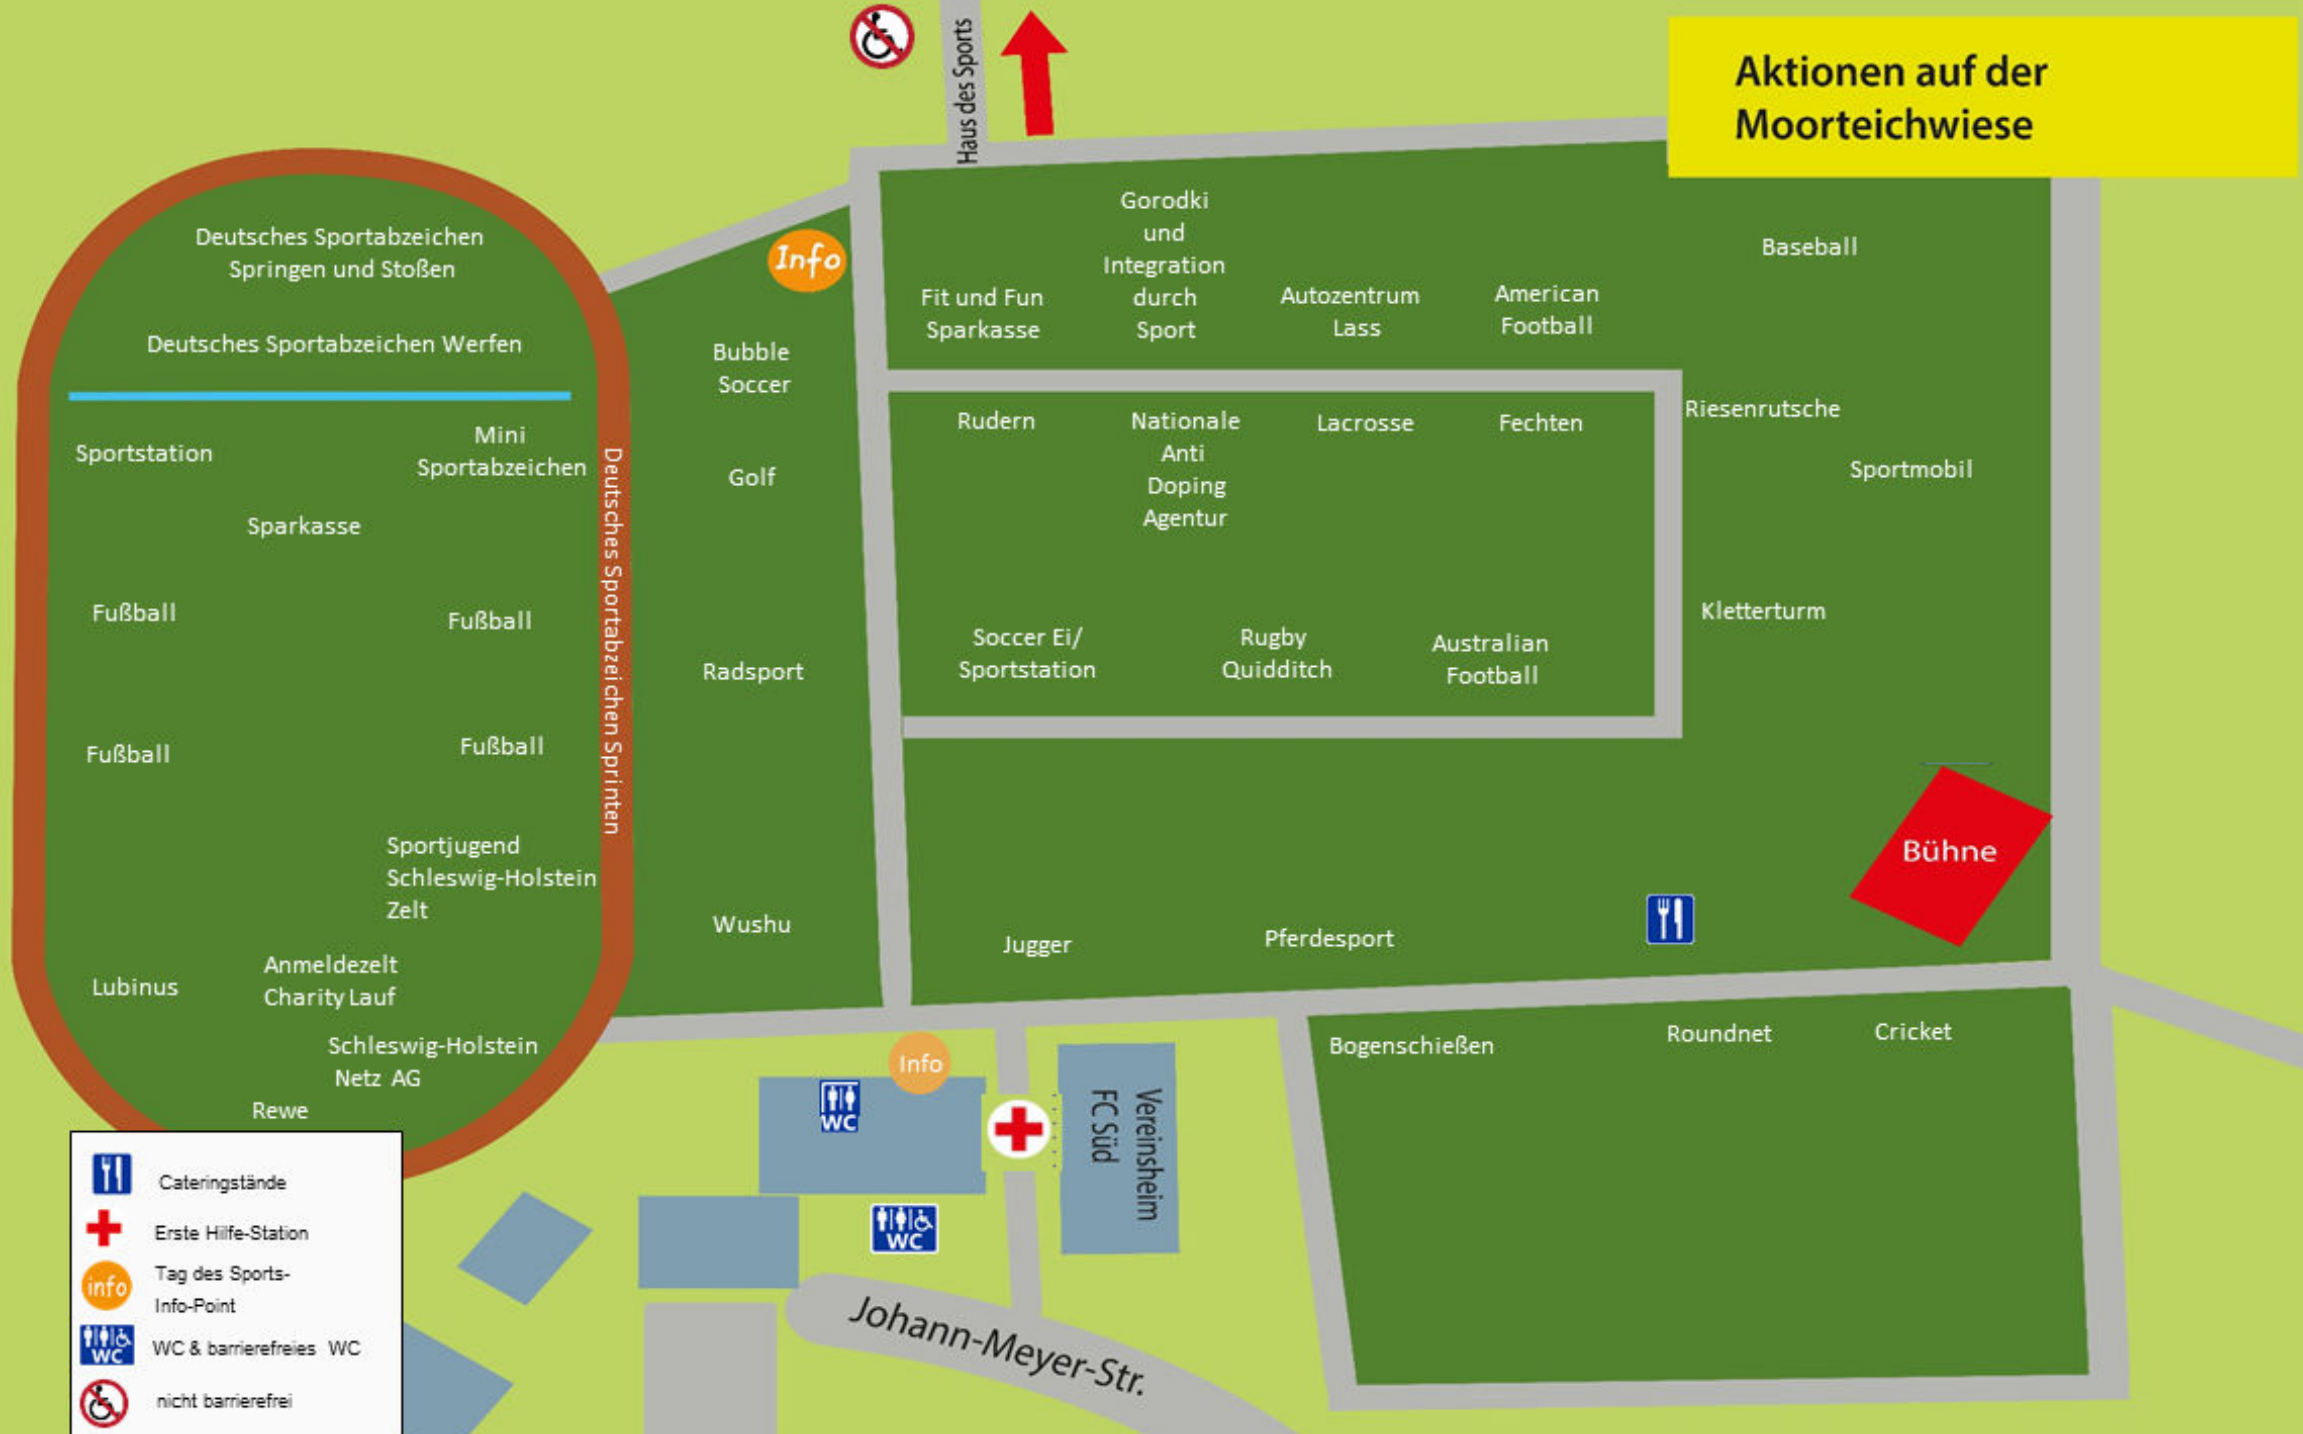 Haus des Sports
Aktionen auf der
Moorteichwiese
Deutsches Sportabzeichen
Springen und Stoßen
Deutsches Sportabzeichen Werfen
Sportstation
Mini
Sportabzeichen
Sparkasse
Fußball
Fußball
Fußball
Fußball
Sportjugend
Schleswig-Holstein
Zelt
Lubinus
Anmeldezelt
Charity Lauf
Schleswig-Holstein
Netz AG
Rewe
Deutsches Sportabzeichen Sprinten
Info
Bubble
Soccer
Golf
Radsport
Wushu
Fit und Fun
Sparkasse
Gorodki
und
Integration
durch
Sport
Autozentrum
Lass
American
Football
Baseball
Rudern
Nationale
Anti
Doping
Agentur
Lacrosse
Fechten
Riesenrutsche
Sportmobil
Kletterturm
Soccer Ei/
Sportstation
Rugby
Quidditch
Australian
Football
Bühne
Jugger
Pferdesport
Bogenschießen
Roundnet
Cricket
Info
WC
WC
Vereinsheim
FC Süd
Johann-Meyer-Str.
Cateringstände
Erste Hilfe-Station
info
Tag des Sports-
Info-Point
WC
WC & barrierefreies WC
nicht barrierefrei